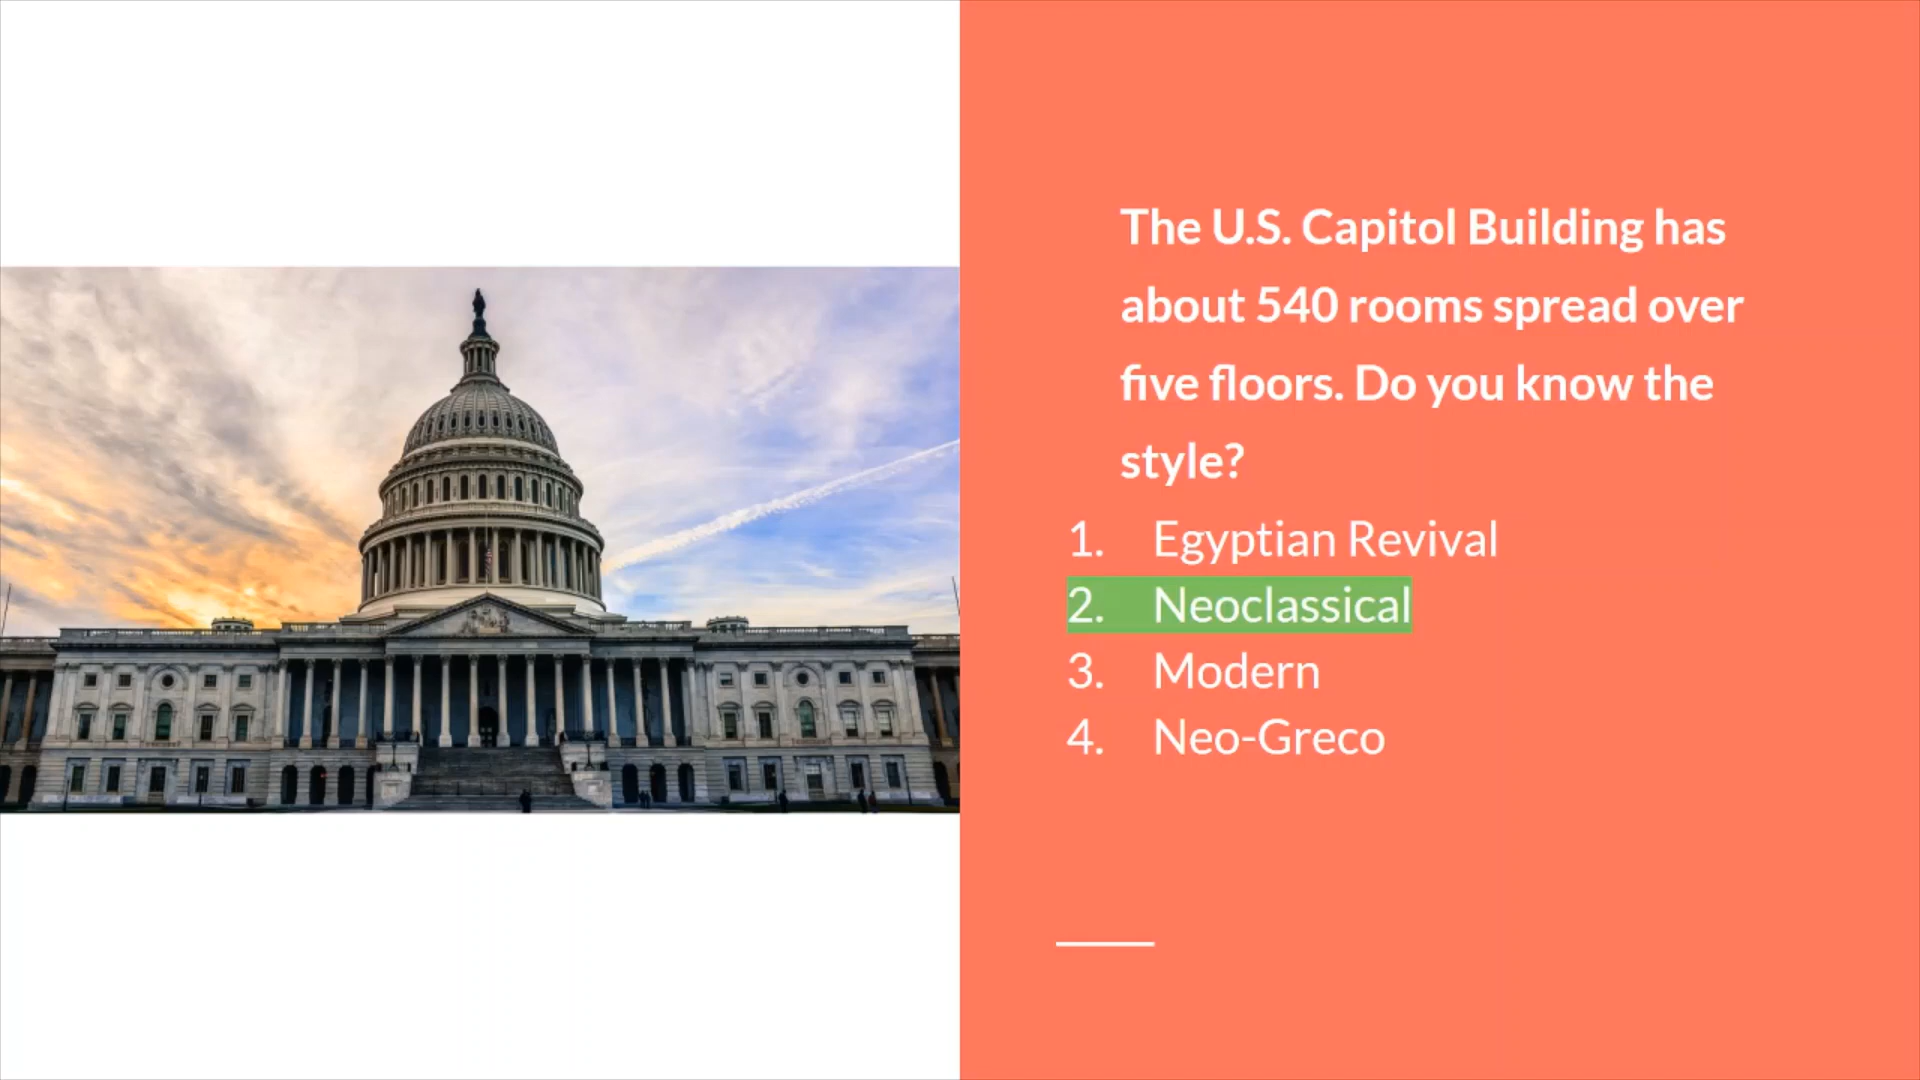 The U.S. Capitol Building has
about 540 rooms spread over
five floors. Do you know the
style?
1. Egyptian Revival
2. Neoclassical
3. Modern
4. Neo-Greco